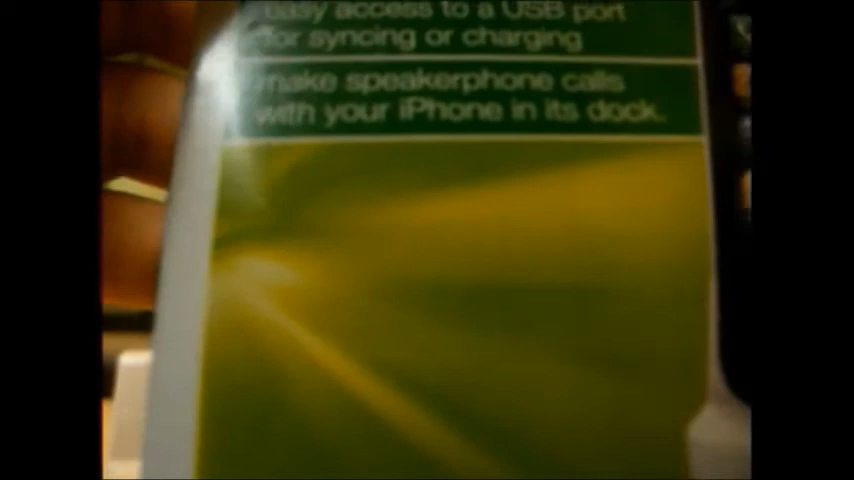 easy access to a USB port
for syncing or charging
make speakerphone calls
with your iPhone in its dock.